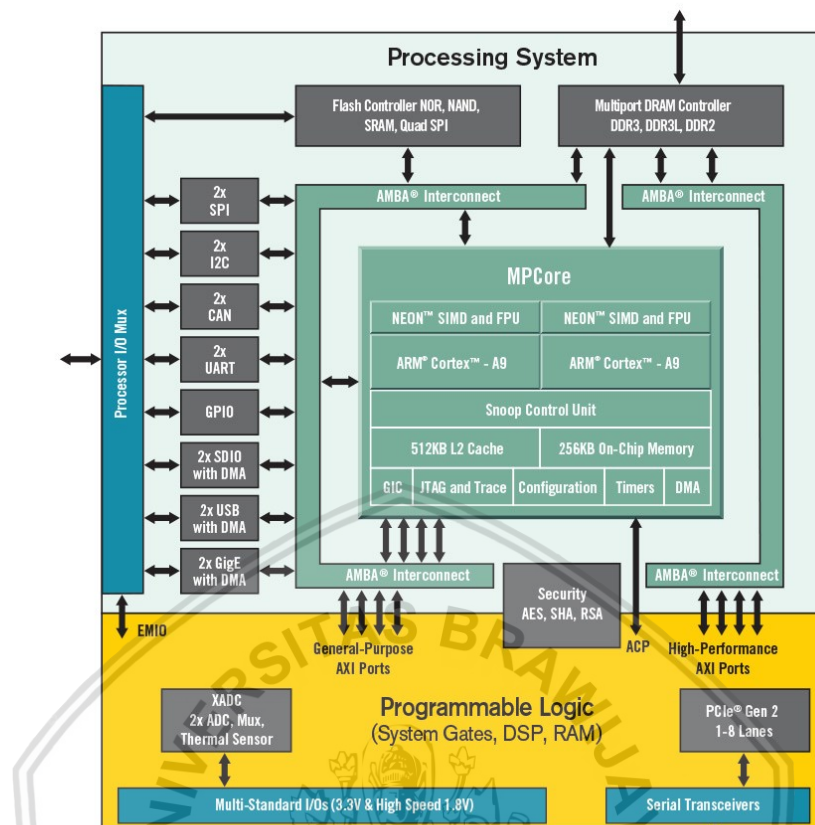 Processing System
Flash Controller NOR, NAND,
SRAM, Quad SPI
Multiport DRAM Controller
DDR3, DDR3L, DDR2
Processor I/O Mux
2x
SPI
2x
I2C
2x
CAN
2x
UART
GPIO
2x SDIO
with DMA
2x USB
with DMA
2x GigE
with DMA
AMBA® Interconnect
AMBA® Interconnect
MPCore
NEON™ SIMD and FPU
NEON™ SIMD and FPU
ARM® Cortex™ - A9
ARM® Cortex™ - A9
Snoop Control Unit
512KB L2 Cache
256KB On-Chip Memory
GIC
JTAG and Trace
Configuration
Timers
DMA
AMBA® Interconnect
AMBA® Interconnect
Security
AES, SHA, RSA
EMIO
General-Purpose
AXI Ports
ACP
High-Performance
AXI Ports
XADC
2x ADC, Mux,
Thermal Sensor
Programmable Logic
(System Gates, DSP, RAM)
PCIe® Gen 2
1-8 Lanes
Multi-Standard I/Os (3.3V & High Speed 1.8V)
Serial Transceivers
UNIVERSITAS BRAWIJA